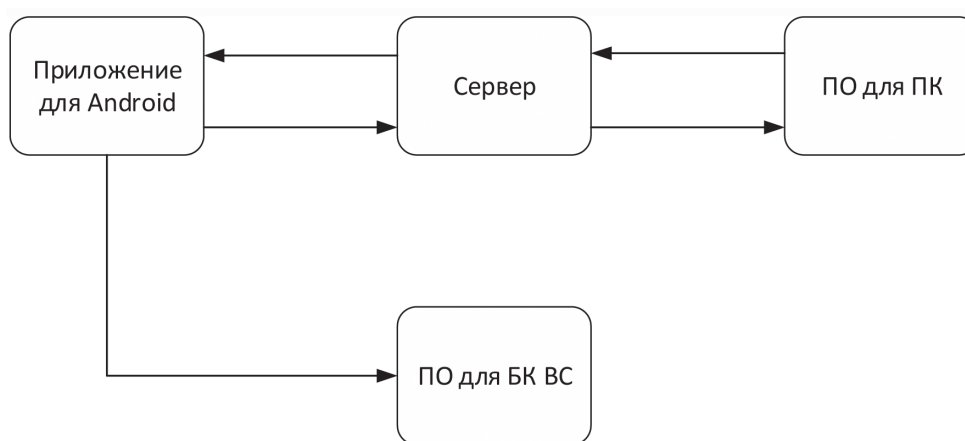 Приложение
для Android
Сервер
ПО для ПК
ПО для БК ВС